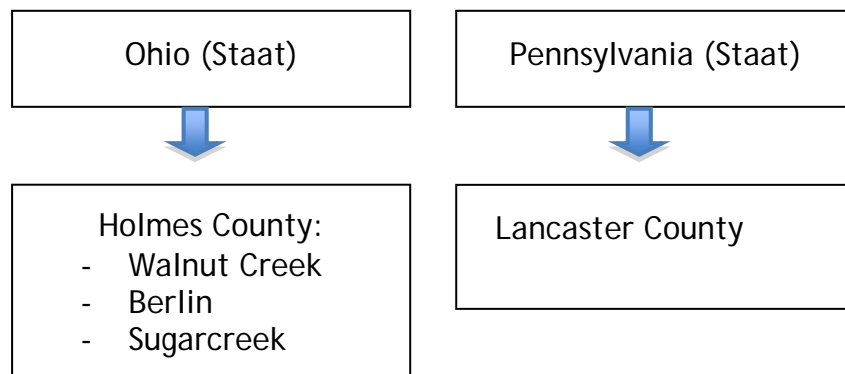 Ohio (Staat)
Pennsylvania (Staat)
Holmes County:
- Walnut Creek
- Berlin
- Sugarcreek
Lancaster County